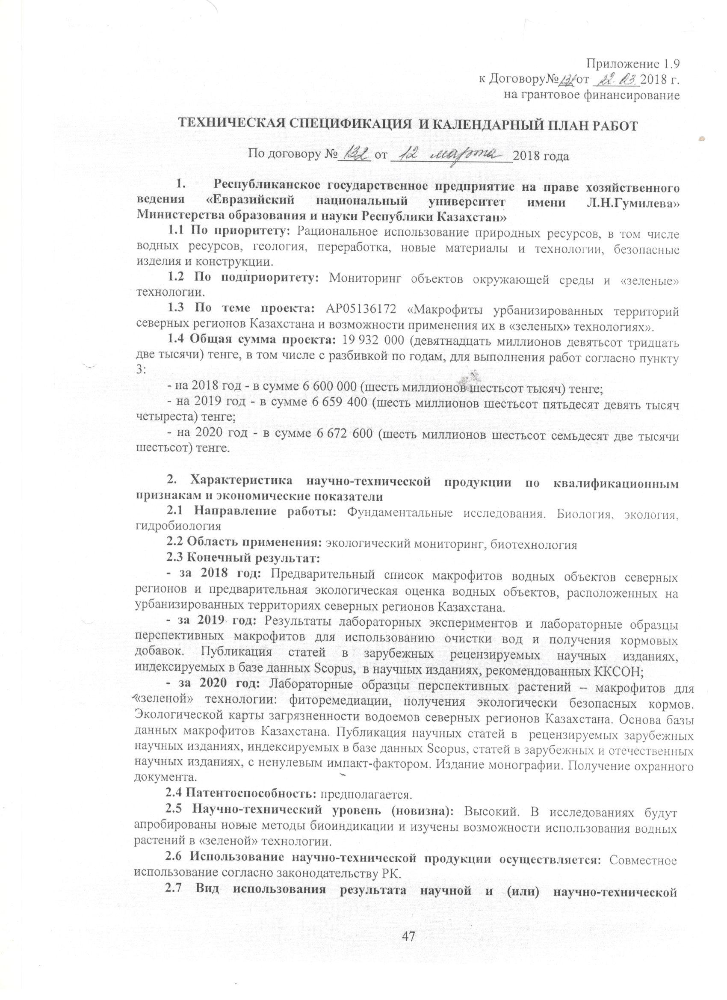 Приложение 1.9
к Договору№132от 12.03.2018 г.
на грантовое финансирование
ТЕХНИЧЕСКАЯ СПЕЦИФИКАЦИЯ И КАЛЕНДАРНЫЙ ПЛАН РАБОТ
По договору № 132 от 12 марта 2018 года
1. Республиканское государственное предприятие на праве хозяйственного
ведения «Евразийский национальный университет имени Л.Н.Гумилева»
Министерства образования и науки Республики Казахстан»
1.1 По приоритету: Рациональное использование природных ресурсов, в том числе
водных ресурсов, геология, переработка, новые материалы и технологии, безопасные
изделия и конструкции.
1.2 По подприоритету: Мониторинг объектов окружающей среды и «зеленые»
технологии.
1.3 По теме проекта: АР05136172 «Макрофиты урбанизированных территорий
северных регионов Казахстана и возможности применения их в «зеленых» технологиях».
1.4 Общая сумма проекта: 19 932 000 (девятнадцать миллионов девятьсот тридцать
две тысячи) тенге, в том числе с разбивкой по годам, для выполнения работ согласно пункту
3:
- на 2018 год - в сумме 6 600 000 (шесть миллионов шестьсот тысяч) тенге;
- на 2019 год - в сумме 6 659 400 (шесть миллионов шестьсот пятьдесят девять тысяч
четыреста) тенге;
- на 2020 год - в сумме 6 672 600 (шесть миллионов шестьсот семьдесят две тысячи
шестьсот) тенге.
2. Характеристика научно-технической продукции по квалификационным
признакам и экономические показатели
2.1 Направление работы: Фундаментальные исследования. Биология, экология,
гидробиология
2.2 Область применения: экологический мониторинг, биотехнология
2.3 Конечный результат:
- за 2018 год: Предварительный список макрофитов водных объектов северных
регионов и предварительная экологическая оценка водных объектов, расположенных на
урбанизированных территориях северных регионов Казахстана.
- за 2019 год: Результаты лабораторных экспериментов и лабораторные образцы
перспективных макрофитов для использованию очистки вод и получения кормовых
добавок. Публикация статей в зарубежных рецензируемых научных изданиях,
индексируемых в базе данных Scopus, в научных изданиях, рекомендованных ККСОН;
- за 2020 год: Лабораторные образцы перспективных растений – макрофитов для
«зеленой» технологии: фиторемедиации, получения экологически безопасных кормов.
Экологической карты загрязненности водоемов северных регионов Казахстана. Основа базы
данных макрофитов Казахстана. Публикация научных статей в рецензируемых зарубежных
научных изданиях, индексируемых в базе данных Scopus, статей в зарубежных и отечественных
научных изданиях, с ненулевым импакт-фактором. Издание монографии. Получение охранного
документа.
2.4 Патентоспособность: предполагается.
2.5 Научно-технический уровень (новизна): Высокий. В исследованиях будут
апробированы новые методы биоиндикации и изучены возможности использования водных
растений в «зеленой» технологии.
2.6 Использование научно-технической продукции осуществляется: Совместное
использование согласно законодательству РК.
2.7 Вид использования результата научной и (или) научно-технической
47